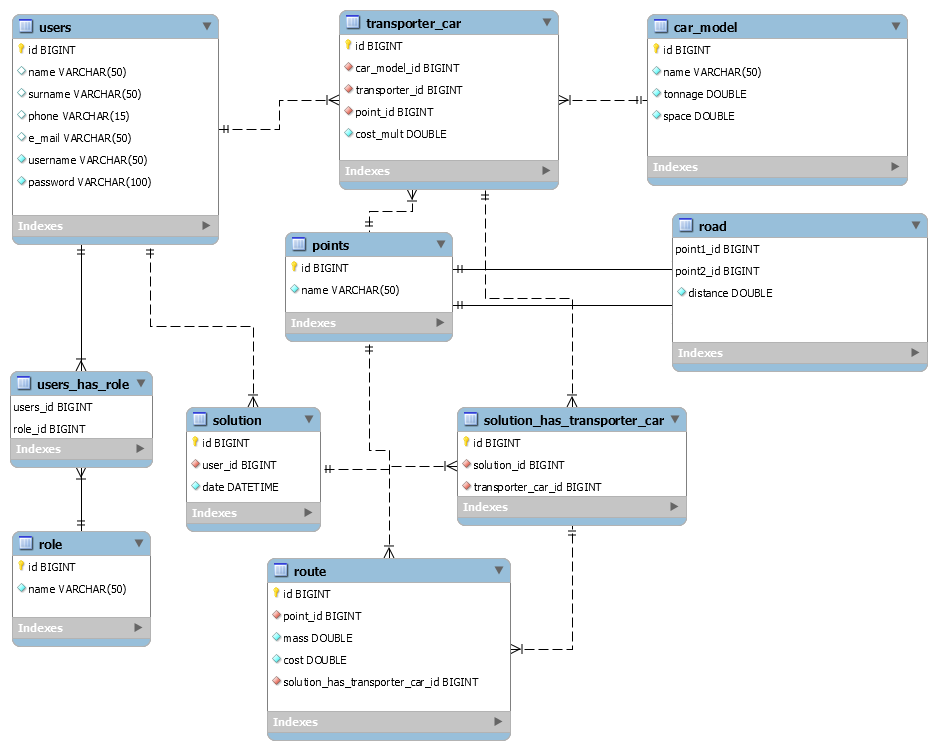 users
id BIGINT
name VARCHAR(50)
surname VARCHAR(50)
phone VARCHAR(15)
e_mail VARCHAR(50)
username VARCHAR(50)
password VARCHAR(100)
Indexes
transporter_car
id BIGINT
car_model_id BIGINT
transporter_id BIGINT
point_id BIGINT
cost_mult DOUBLE
Indexes
car_model
id BIGINT
name VARCHAR(50)
tonnage DOUBLE
space DOUBLE
Indexes
points
id BIGINT
name VARCHAR(50)
Indexes
road
point1_id BIGINT
point2_id BIGINT
distance DOUBLE
Indexes
users_has_role
users_id BIGINT
role_id BIGINT
Indexes
solution
id BIGINT
user_id BIGINT
date DATETIME
Indexes
solution_has_transporter_car
id BIGINT
solution_id BIGINT
transporter_car_id BIGINT
Indexes
role
id BIGINT
name VARCHAR(50)
Indexes
route
id BIGINT
point_id BIGINT
mass DOUBLE
cost DOUBLE
solution_has_transporter_car_id BIGINT
Indexes